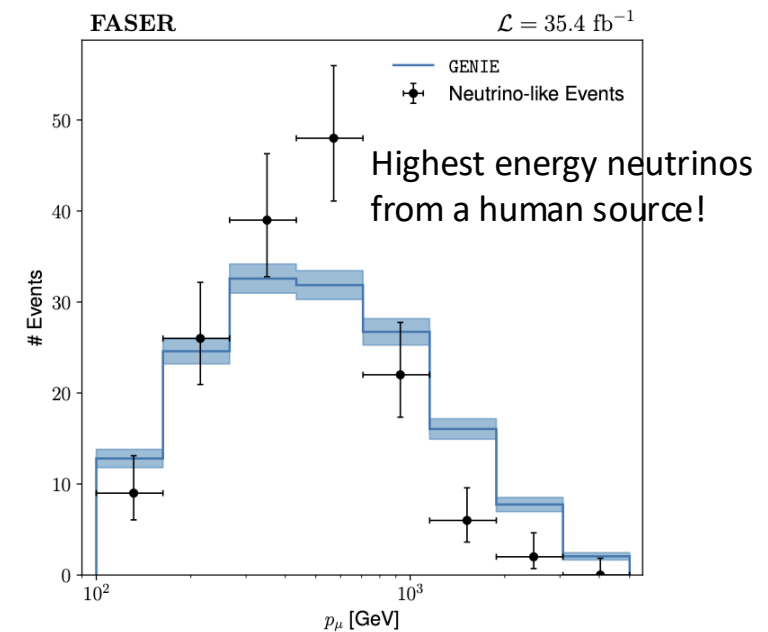 FASER
ℒ = 35.4 fb⁻¹
GENIE
Neutrino-like Events
Highest energy neutrinos
from a human source!
# Events
50
40
30
20
10
0
10²
10³
pμ [GeV]